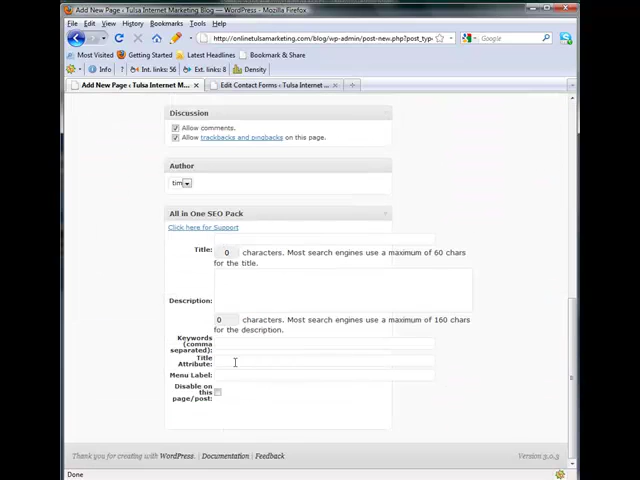 Add New Page ‹ Tulsa Internet Marketing Blog — WordPress - Mozilla Firefox
File Edit View History Bookmarks Tools Help
http://onlinetulsamarketing.com/blog/wp-admin/post-new.php?post_typ
Google
Most Visited Getting Started Latest Headlines Bookmark & Share
Info ? Int. links: 56 Ext. links: 8 Density
Add New Page ‹ Tulsa Internet M... Edit Contact Forms ‹ Tulsa Internet ...
Discussion
Allow comments.
Allow trackbacks and pingbacks on this page.
Author
tim
All in One SEO Pack
Click here for Support
Title:
0 characters. Most search engines use a maximum of 60 chars
for the title.
Description:
0 characters. Most search engines use a maximum of 160 chars
for the description.
Keywords
(comma
separated):
Title
Attribute:
Menu Label:
Disable on
this
page/post:
Thank you for creating with WordPress. | Documentation | Feedback
Version 3.0.3
Done